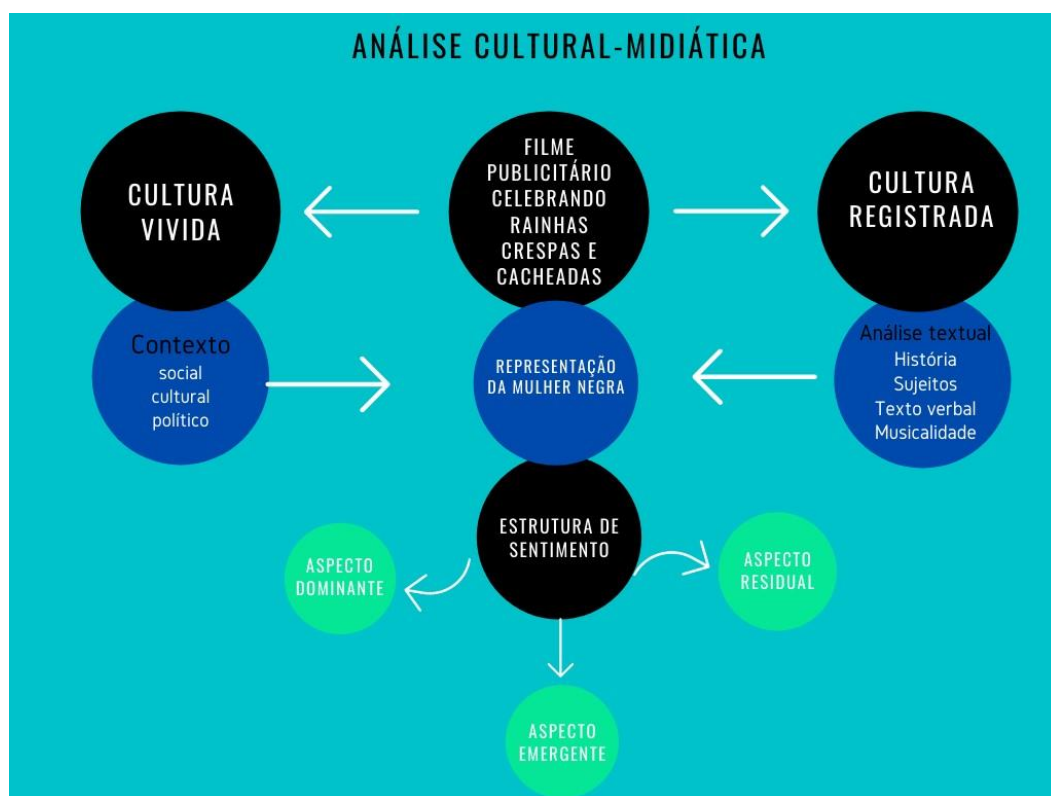 ANÁLISE CULTURAL-MIDIÁTICA
CULTURA
VIVIDA
FILME
PUBLICITÁRIO
CELEBRANDO
RAINHAS
CRESPAS E
CACHEADAS
CULTURA
REGISTRADA
Contexto
social
cultural
político
REPRESENTAÇÃO
DA MULHER NEGRA
Análise textual
História
Sujeitos
Texto verbal
Musicalidade
ESTRUTURA DE
SENTIMENTO
ASPECTO
DOMINANTE
ASPECTO
RESIDUAL
ASPECTO
EMERGENTE